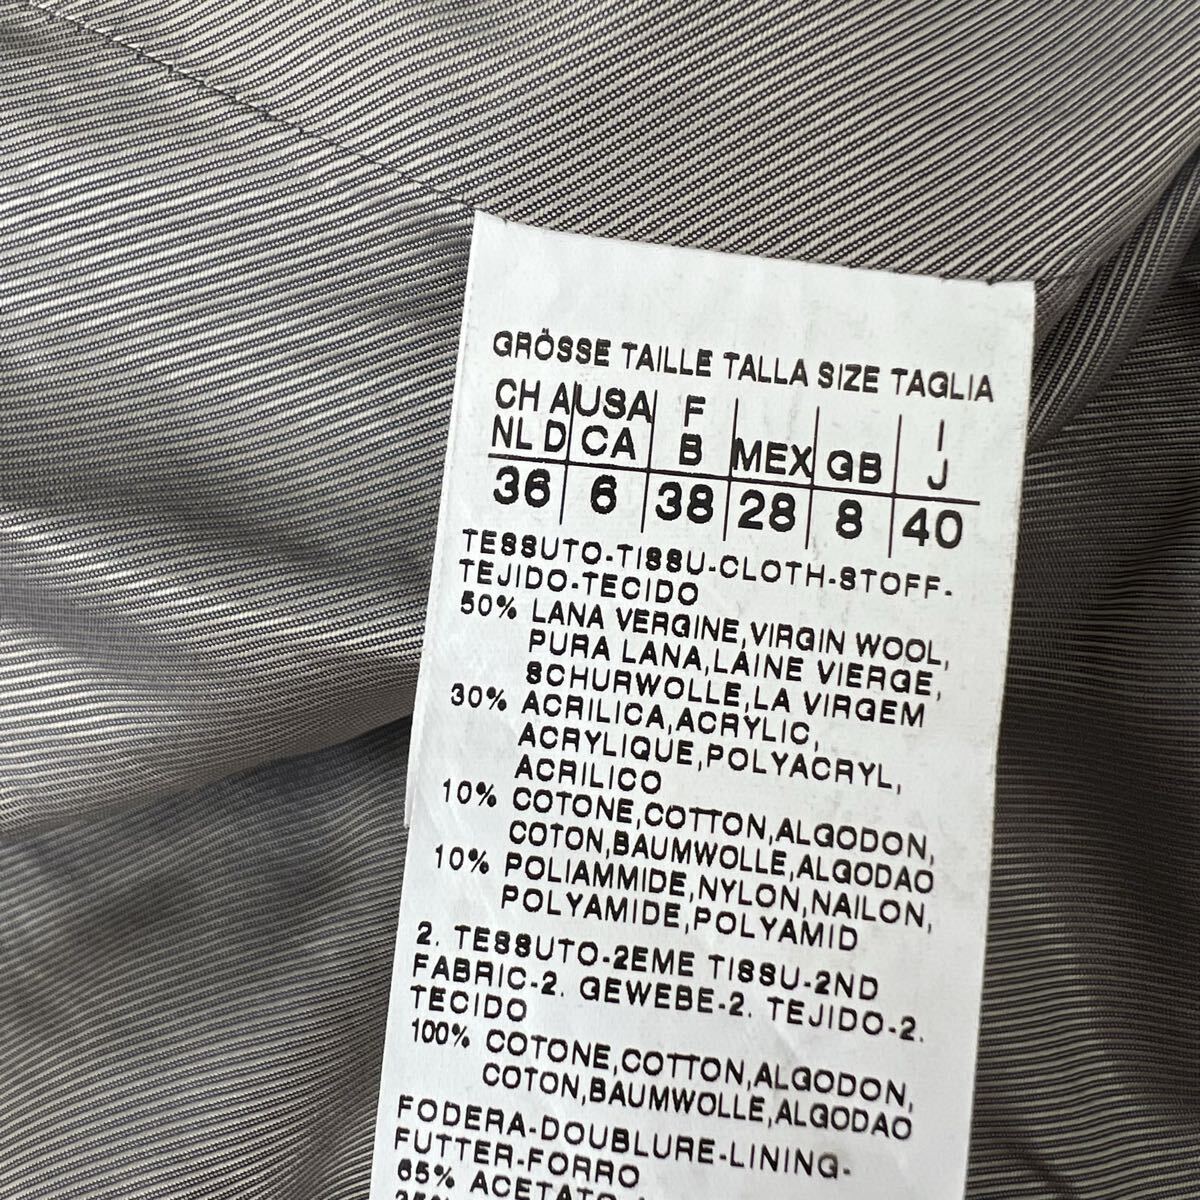 GRÖSSE TAILLE TALLA SIZE TAGLIA
CH A USA F I
NL D CA B MEX GB J
36 6 38 28 8 40
TESSUTO-TISSU-CLOTH-STOFF-
TEJIDO-TECIDO
50% LANA VERGINE,VIRGIN WOOL,
PURA LANA,LAINE VIERGE,
SCHURWOLLE,LA VIRGEM
30% ACRILICA,ACRYLIC,
ACRYLIQUE,POLYACRYL,
ACRILICO
10% COTONE,COTTON,ALGODON,
COTON,BAUMWOLLE,ALGODAO
10% POLIAMMIDE,NYLON,NAILON,
POLYAMIDE,POLYAMID
2. TESSUTO-2EME TISSU-2ND
FABRIC-2. GEWEBE-2. TEJIDO-2.
TECIDO
100% COTONE,COTTON,ALGODON,
COTON,BAUMWOLLE,ALGODAO
FODERA-DOUBLURE-LINING-
FUTTER-FORRO
65% ACETATO